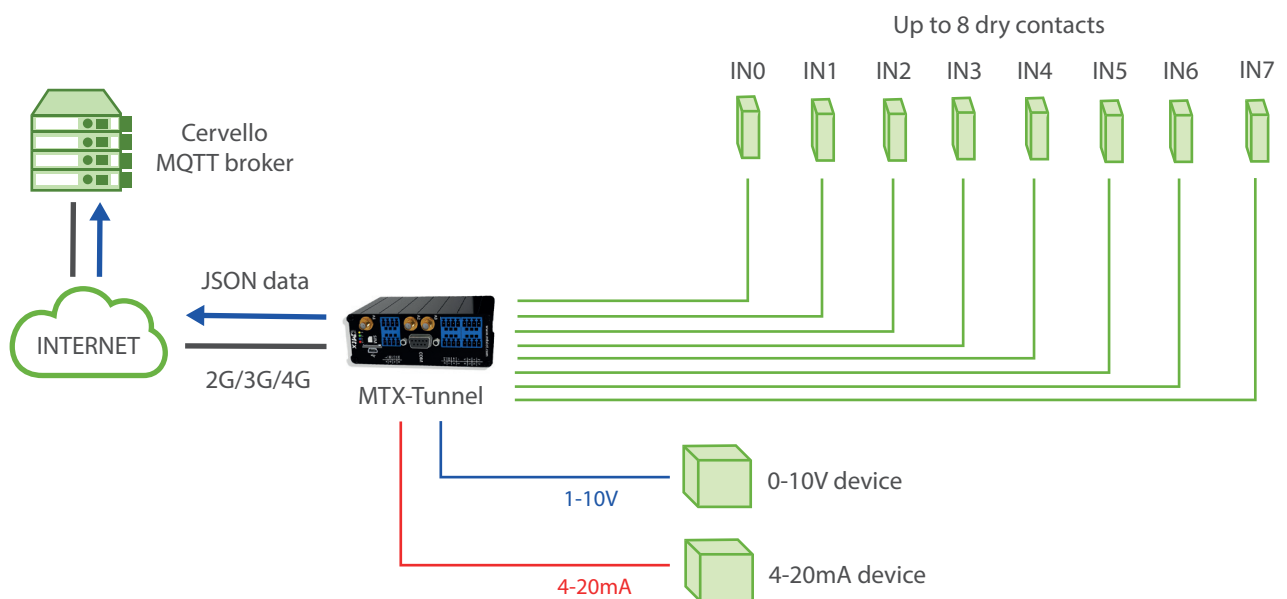 Up to 8 dry contacts
IN0 IN1 IN2 IN3 IN4 IN5 IN6 IN7
Cervello
MQTT broker
JSON data
INTERNET
2G/3G/4G
MTX-Tunnel
1-10V
0-10V device
4-20mA
4-20mA device